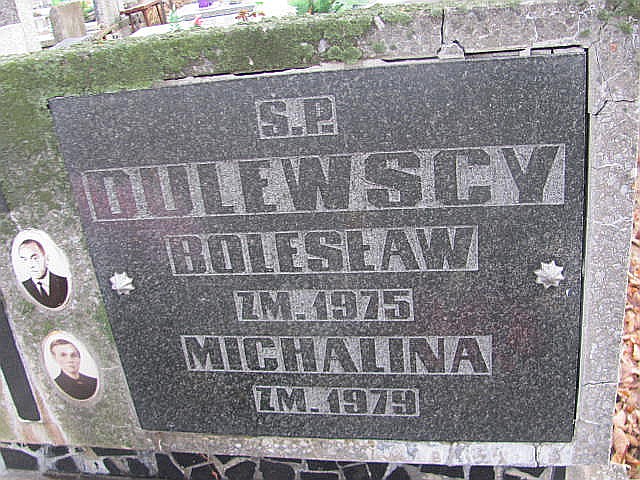 S.P.
DULEWSCY
BOLESŁAW
ZM. 1975
MICHALINA
ZM. 1979